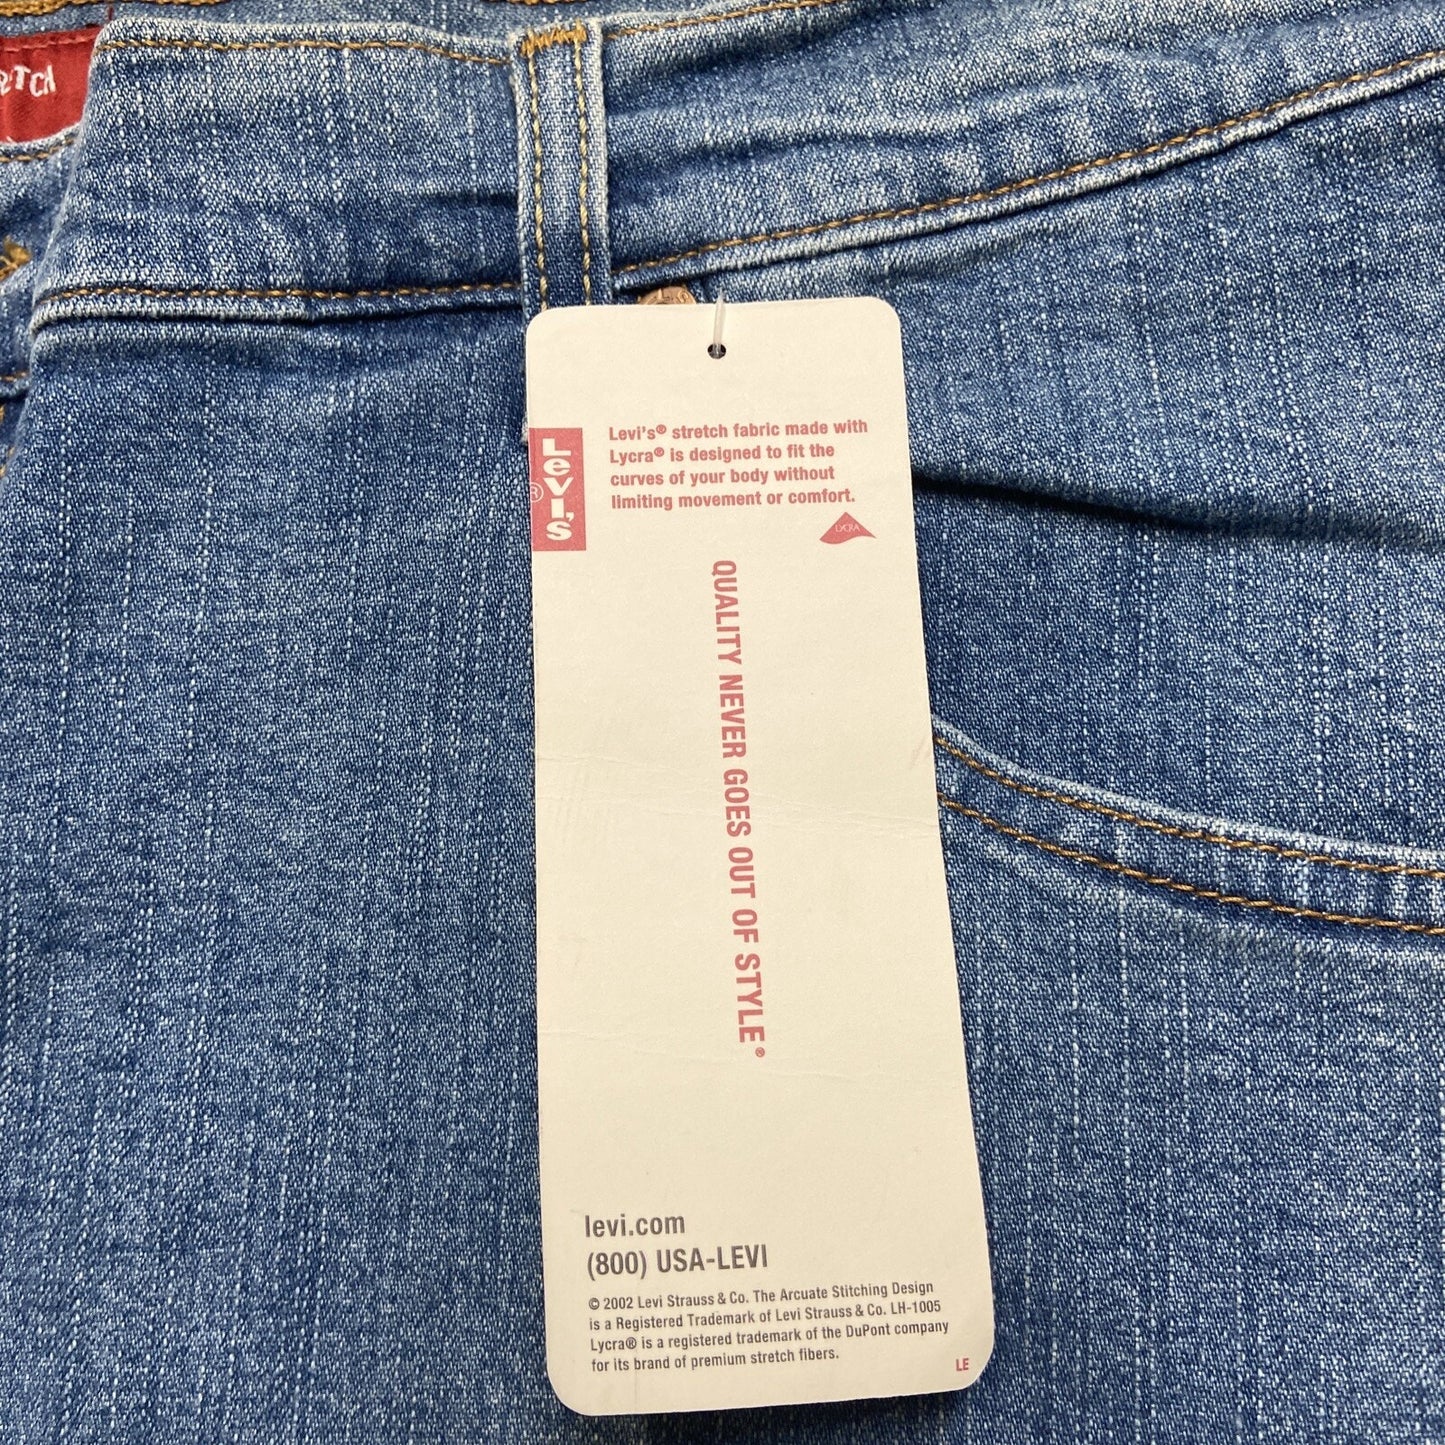 Levi's®
Levi's® stretch fabric made with
Lycra® is designed to fit the
curves of your body without
limiting movement or comfort.
LYCRA
QUALITY NEVER GOES OUT OF STYLE®
levi.com
(800) USA-LEVI
© 2002 Levi Strauss & Co. The Arcuate Stitching Design
is a Registered Trademark of Levi Strauss & Co. LH-1005
Lycra® is a registered trademark of the DuPont company
for its brand of premium stretch fibers.
LE